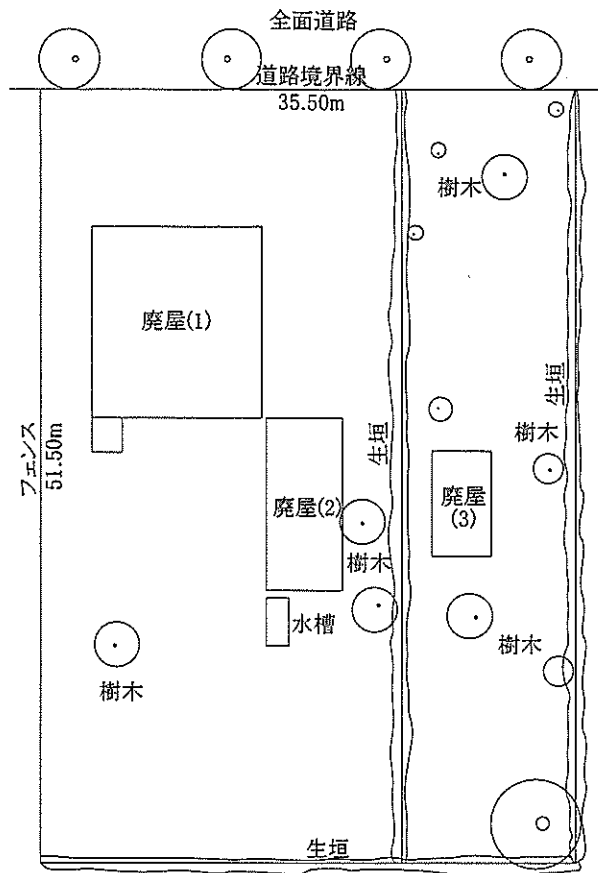 全面道路
道路境界線
35.50m
樹木
廃屋(1)
生垣
フェンス
51.50m
生垣
樹木
廃屋(2)
廃屋
(3)
樹木
水槽
樹木
樹木
生垣